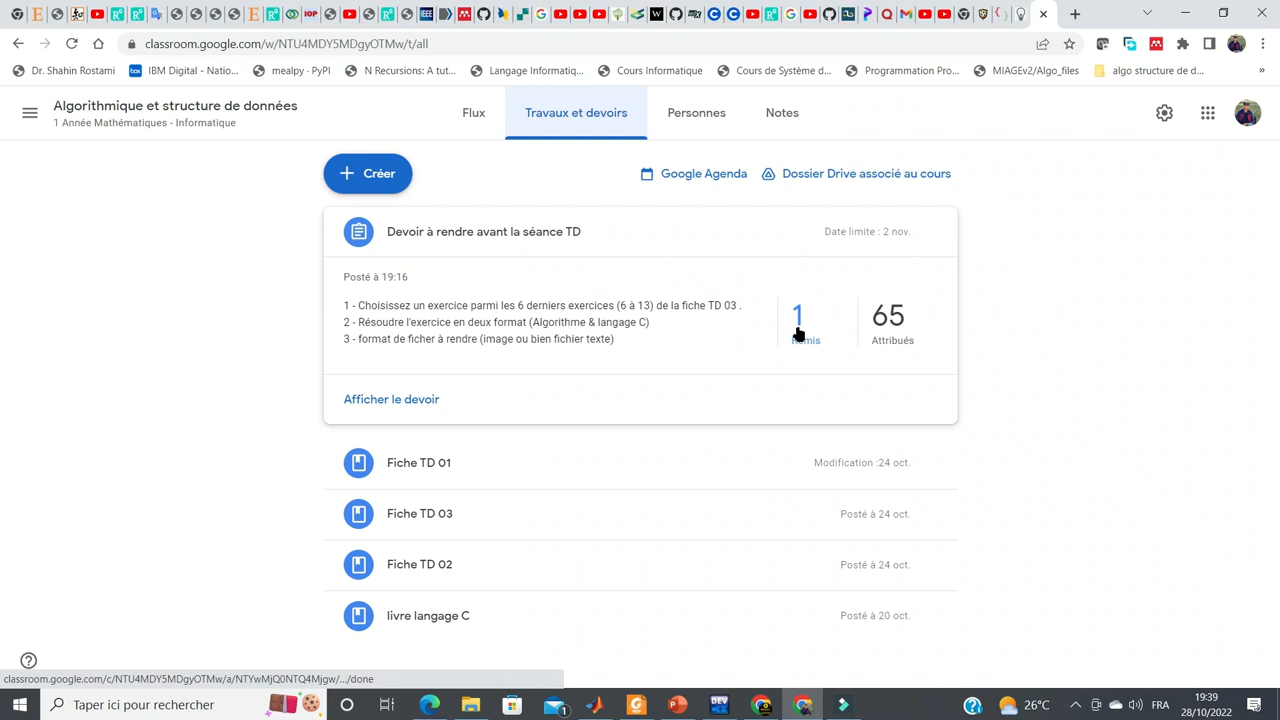 classroom.google.com/w/NTU4MDY5MDgyOTMw/t/all
Dr. Shahin Rostami
IBM Digital - Natio...
mealpy · PyPI
N Recursions: A tut...
Langage Informatiq...
Cours Informatique
Cours de Système d...
Programmation Pro...
MIAGEv2/Algo_files
algo structure de d...
»
Algorithmique et structure de données
1 Année Mathématiques - Informatique
Flux
Travaux et devoirs
Personnes
Notes
Créer
Google Agenda
Dossier Drive associé au cours
Devoir à rendre avant la séance TD
Date limite : 2 nov.
Posté à 19:16
1 - Choisissez un exercice parmi les 6 derniers exercices (6 à 13) de la fiche TD 03 .
2 - Résoudre l'exercice en deux format (Algorithme & langage C)
3 - format de ficher à rendre (image ou bien fichier texte)
1
65
Attribués
Afficher le devoir
Fiche TD 01
Modification :24 oct.
Fiche TD 03
Posté à 24 oct.
Fiche TD 02
Posté à 24 oct.
livre langage C
Posté à 20 oct.
classroom.google.com/c/NTU4MDY5MDgyOTMw/a/NTYwMjQ0NTQ4Mjgw/.../done
Taper ici pour rechercher
26°C
FRA
19:39
28/10/2022